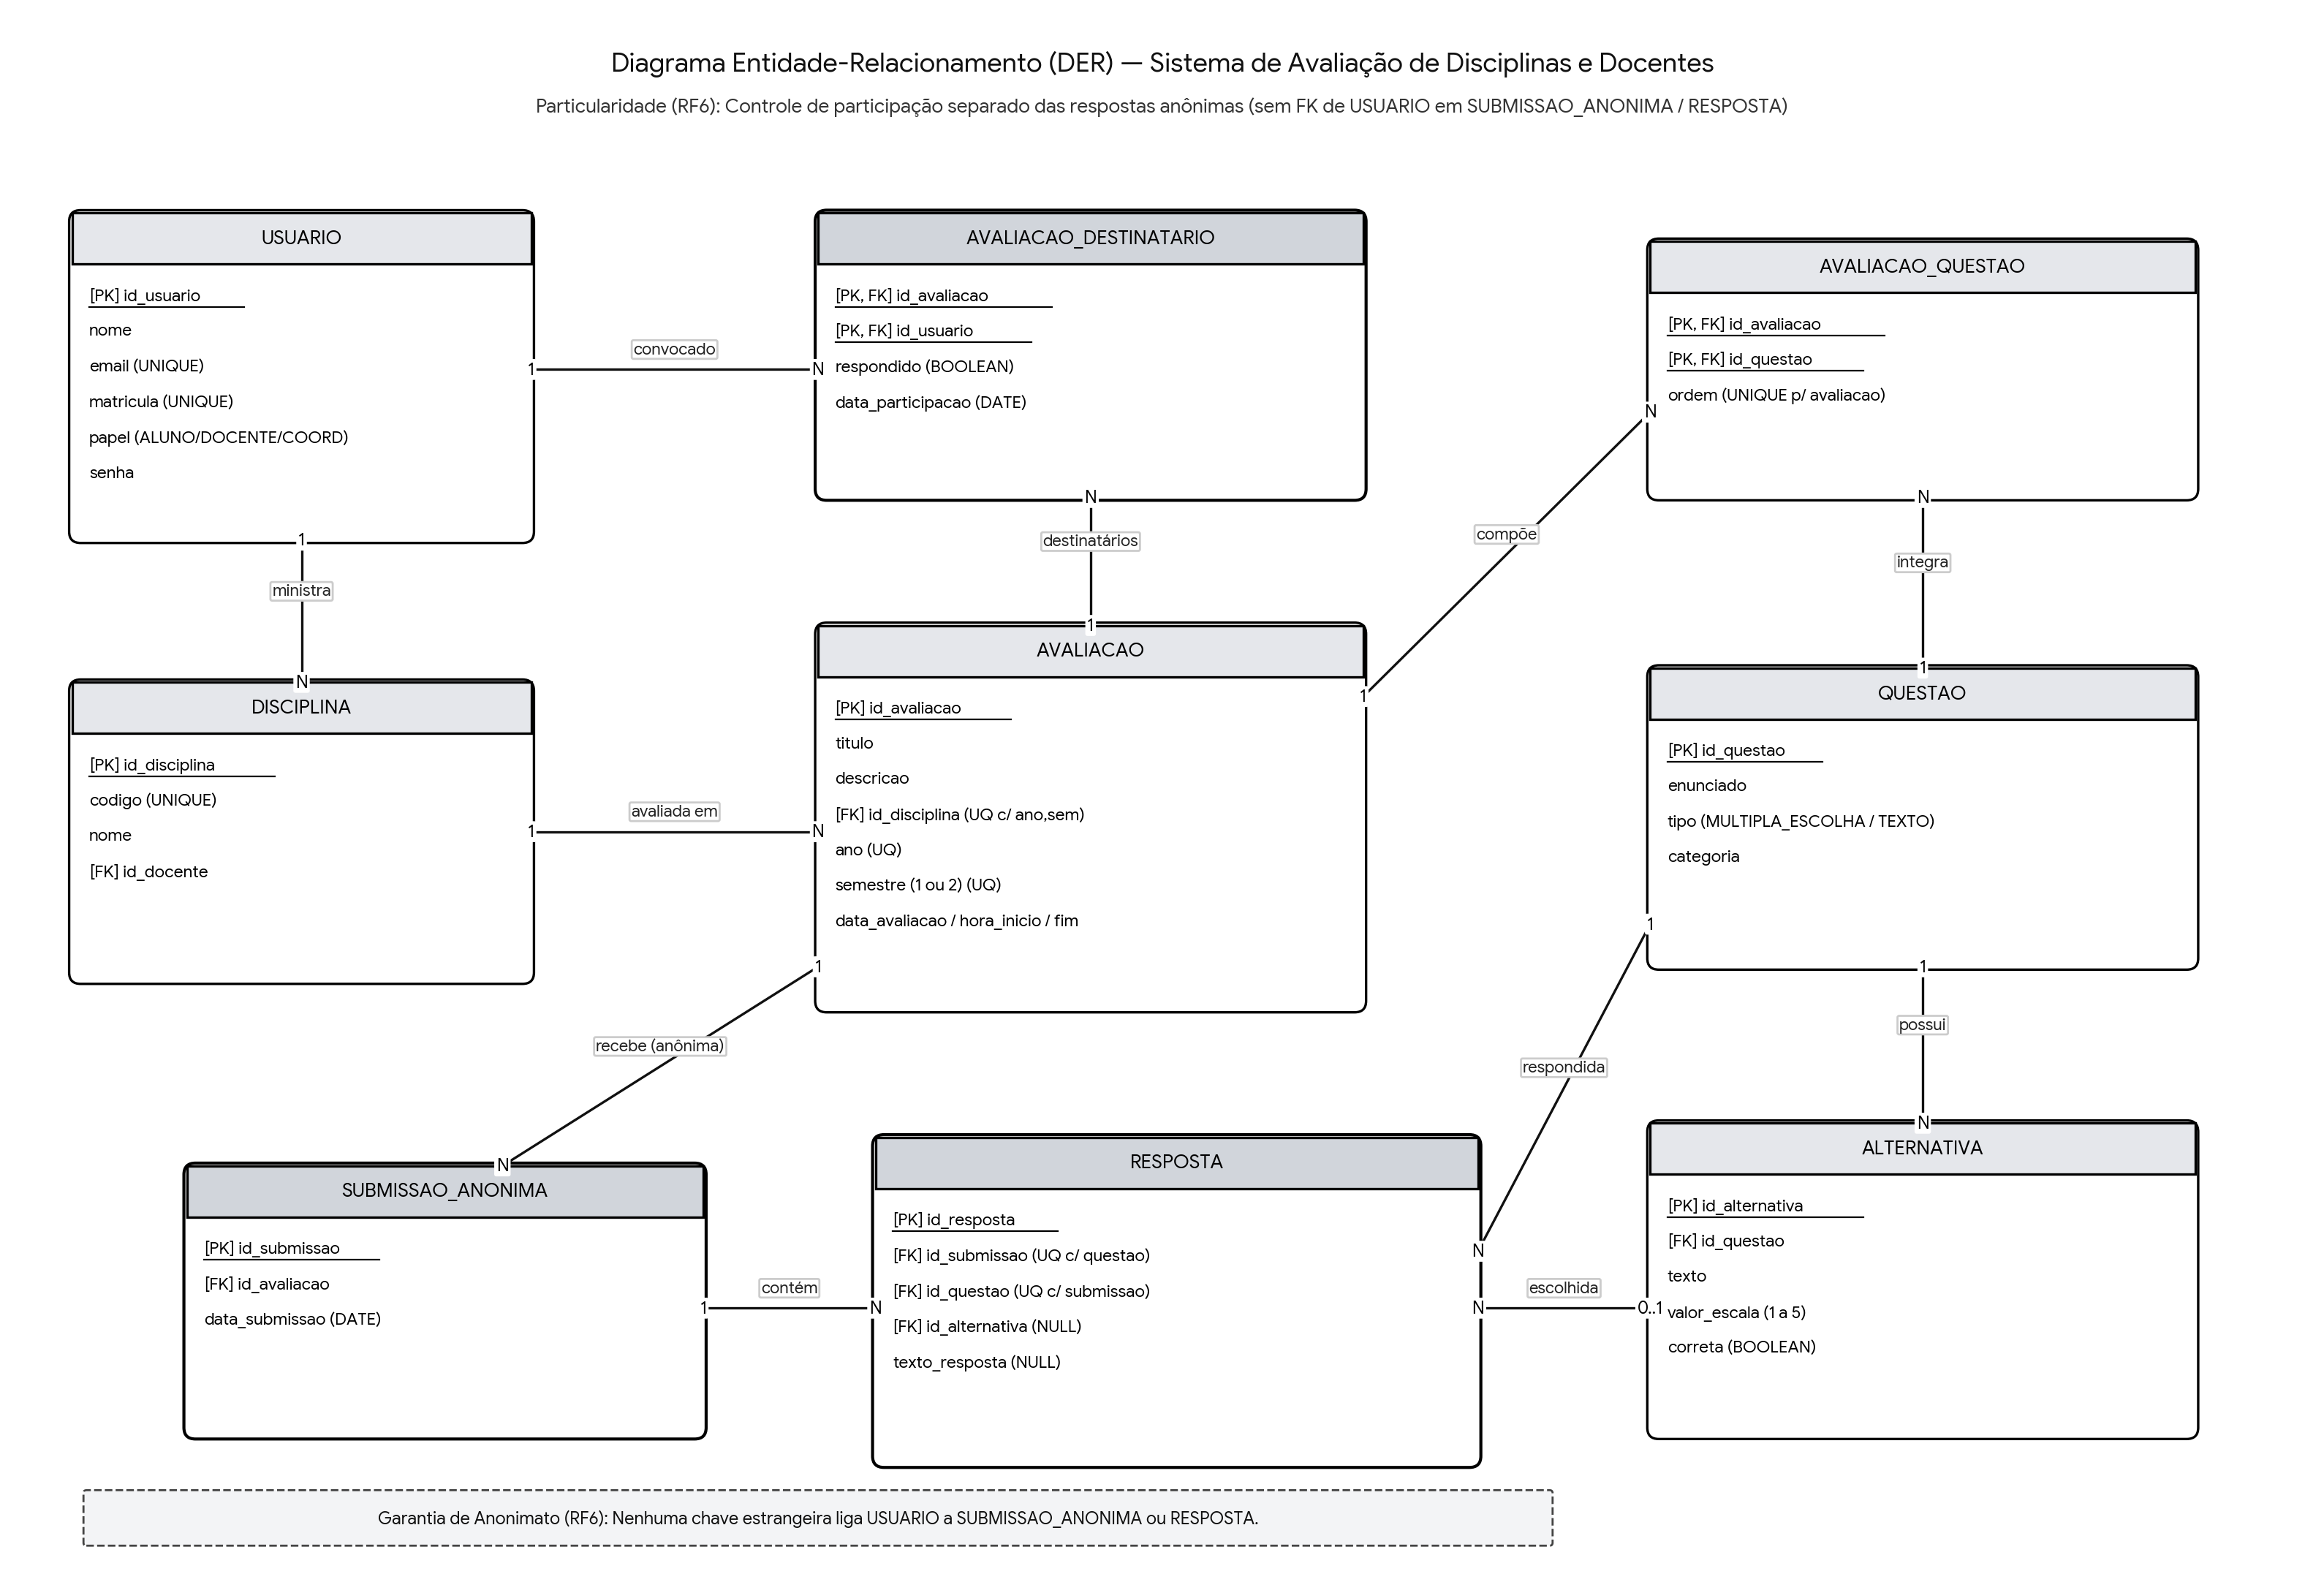 Diagrama Entidade-Relacionamento (DER) — Sistema de Avaliação de Disciplinas e Docentes
Particularidade (RF6): Controle de participação separado das respostas anônimas (sem FK de USUARIO em SUBMISSAO_ANONIMA / RESPOSTA)
USUARIO
[PK] id_usuario
nome
email (UNIQUE)
matricula (UNIQUE)
papel (ALUNO/DOCENTE/COORD)
senha
1
convocado
N
AVALIACAO_DESTINATARIO
[PK, FK] id_avaliacao
[PK, FK] id_usuario
respondido (BOOLEAN)
data_participacao (DATE)
N
destinatários
1
AVALIACAO_QUESTAO
[PK, FK] id_avaliacao
[PK, FK] id_questao
ordem (UNIQUE p/ avaliacao)
N
compõe
1
N
integra
1
1
ministra
N
DISCIPLINA
[PK] id_disciplina
codigo (UNIQUE)
nome
[FK] id_docente
1
avaliada em
N
AVALIACAO
[PK] id_avaliacao
titulo
descricao
[FK] id_disciplina (UQ c/ ano,sem)
ano (UQ)
semestre (1 ou 2) (UQ)
data_avaliacao / hora_inicio / fim
QUESTAO
[PK] id_questao
enunciado
tipo (MULTIPLA_ESCOLHA / TEXTO)
categoria
1
respondida
N
1
possui
N
1
recebe (anônima)
N
SUBMISSAO_ANONIMA
[PK] id_submissao
[FK] id_avaliacao
data_submissao (DATE)
1
contém
N
RESPOSTA
[PK] id_resposta
[FK] id_submissao (UQ c/ questao)
[FK] id_questao (UQ c/ submissao)
[FK] id_alternativa (NULL)
texto_resposta (NULL)
N
escolhida
0..1
ALTERNATIVA
[PK] id_alternativa
[FK] id_questao
texto
valor_escala (1 a 5)
correta (BOOLEAN)
Garantia de Anonimato (RF6): Nenhuma chave estrangeira liga USUARIO a SUBMISSAO_ANONIMA ou RESPOSTA.